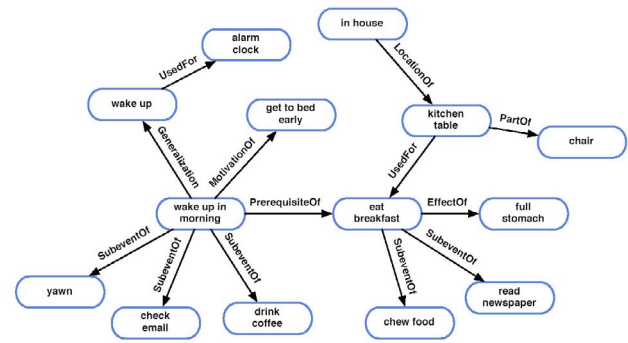 alarm
clock
in house
UsedFor
LocationOf
wake up
get to bed
early
kitchen
table
PartOf
chair
Generalization
MotivationOf
UsedFor
wake up in
morning
PrerequisiteOf
eat
breakfast
EffectOf
full
stomach
SubeventOf
SubeventOf
SubeventOf
SubeventOf
SubeventOf
yawn
check
email
drink
coffee
chew food
read
newspaper